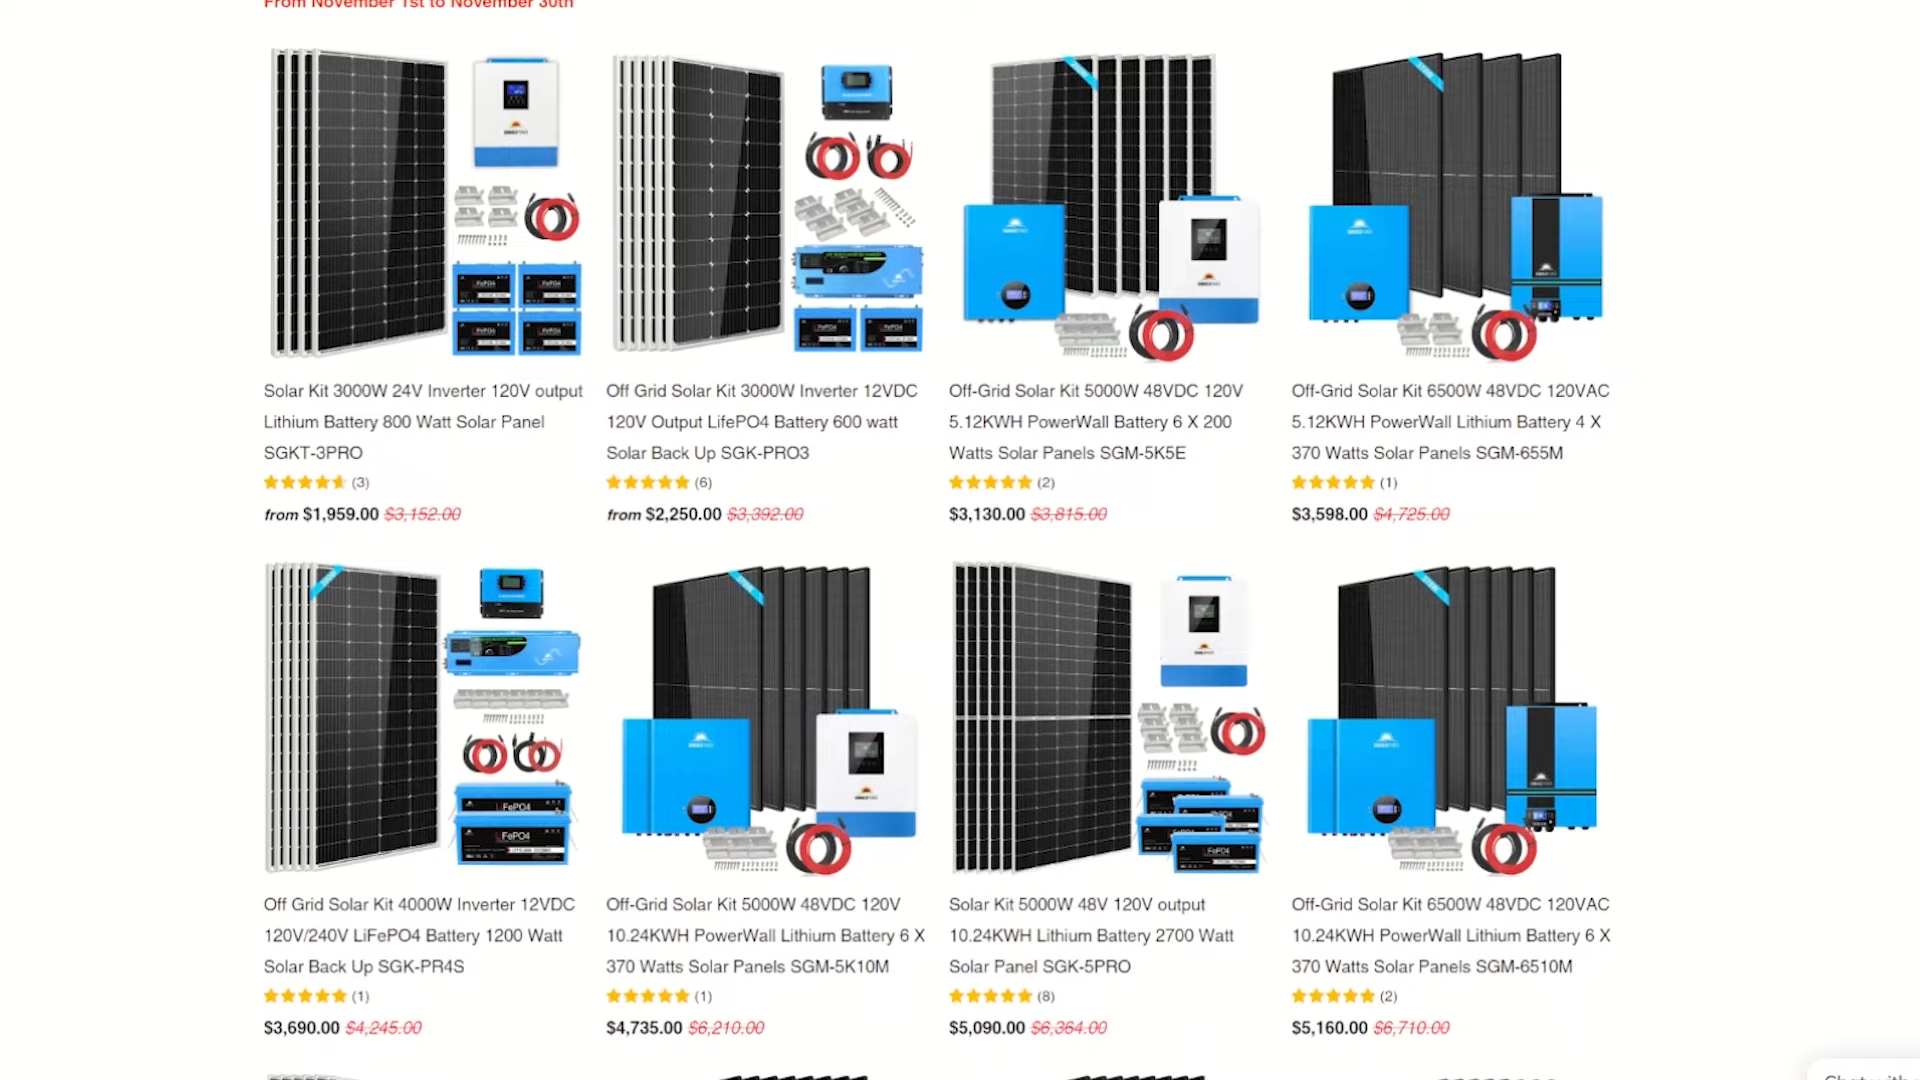 From November 1st to November 30th
Solar Kit 3000W 24V Inverter 120V output
Lithium Battery 800 Watt Solar Panel
SGKT-3PRO
(3)
from $1,959.00 $3,152.00
Off Grid Solar Kit 3000W Inverter 12VDC
120V Output LifePO4 Battery 600 watt
Solar Back Up SGK-PRO3
(6)
from $2,250.00 $3,392.00
Off-Grid Solar Kit 5000W 48VDC 120V
5.12KWH PowerWall Battery 6 X 200
Watts Solar Panels SGM-5K5E
(2)
$3,130.00 $3,815.00
Off-Grid Solar Kit 6500W 48VDC 120VAC
5.12KWH PowerWall Lithium Battery 4 X
370 Watts Solar Panels SGM-655M
(1)
$3,598.00 $4,725.00
LiFePO4
LiFePO4
Off Grid Solar Kit 4000W Inverter 12VDC
120V/240V LiFePO4 Battery 1200 Watt
Solar Back Up SGK-PR4S
(1)
$3,690.00 $4,245.00
Off-Grid Solar Kit 5000W 48VDC 120V
10.24KWH PowerWall Lithium Battery 6 X
370 Watts Solar Panels SGM-5K10M
(1)
$4,735.00 $6,210.00
Solar Kit 5000W 48V 120V output
10.24KWH Lithium Battery 2700 Watt
Solar Panel SGK-5PRO
(8)
$5,090.00 $6,364.00
Off-Grid Solar Kit 6500W 48VDC 120VAC
10.24KWH PowerWall Lithium Battery 6 X
370 Watts Solar Panels SGM-6510M
(2)
$5,160.00 $6,710.00